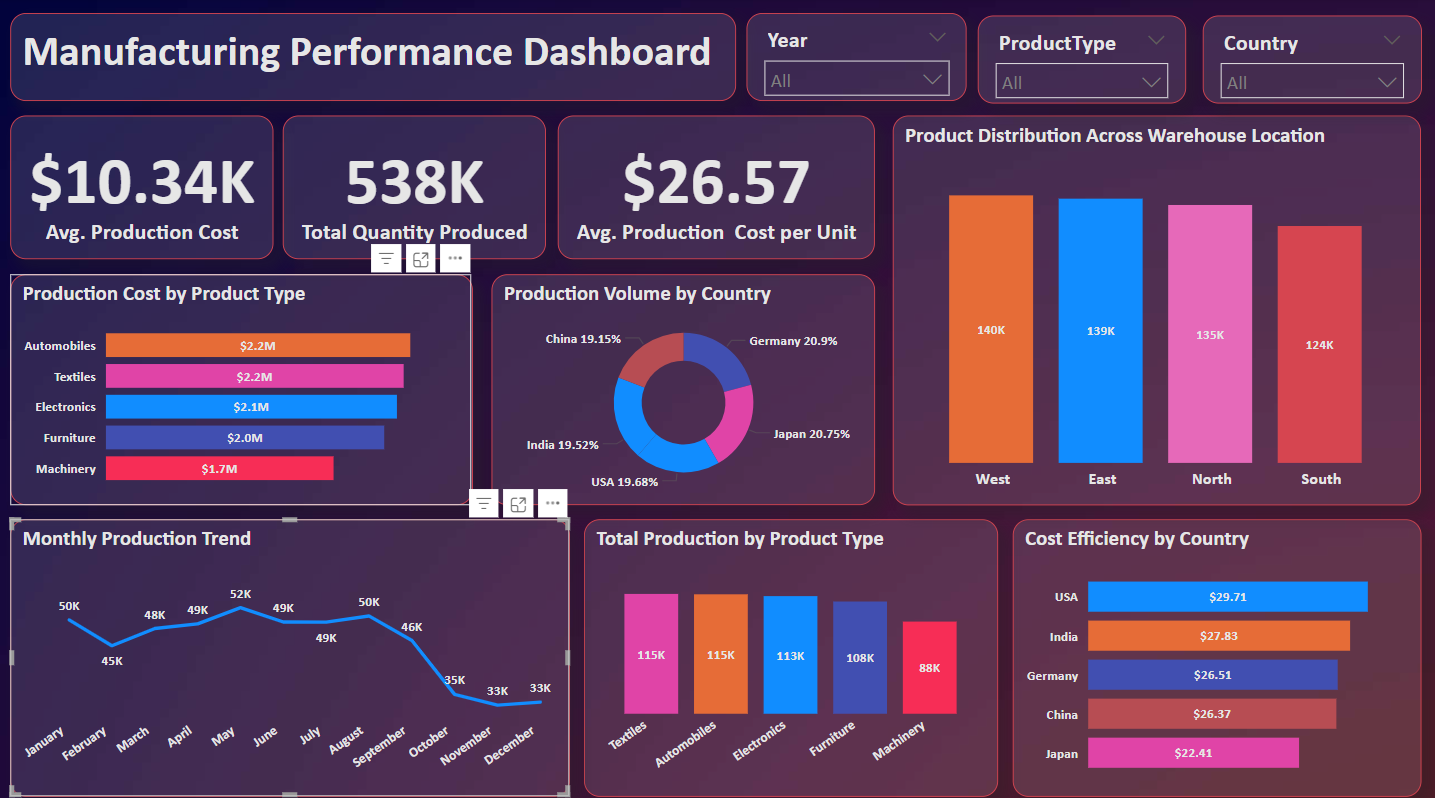 Manufacturing Performance Dashboard
Year
All
ProductType
All
Country
All
$10.34K
Avg. Production Cost
538K
Total Quantity Produced
$26.57
Avg. Production Cost per Unit
Product Distribution Across Warehouse Location
140K
139K
135K
124K
West
East
North
South
Production Cost by Product Type
Automobiles
$2.2M
Textiles
$2.2M
Electronics
$2.1M
Furniture
$2.0M
Machinery
$1.7M
Production Volume by Country
China 19.15%
Germany 20.9%
Japan 20.75%
India 19.52%
USA 19.68%
Monthly Production Trend
50K
45K
48K
49K
52K
49K
49K
50K
46K
35K
33K
33K
January
February
March
April
May
June
July
August
September
October
November
December
Total Production by Product Type
115K
115K
113K
108K
88K
Textiles
Automobiles
Electronics
Furniture
Machinery
Cost Efficiency by Country
USA
$29.71
India
$27.83
Germany
$26.51
China
$26.37
Japan
$22.41